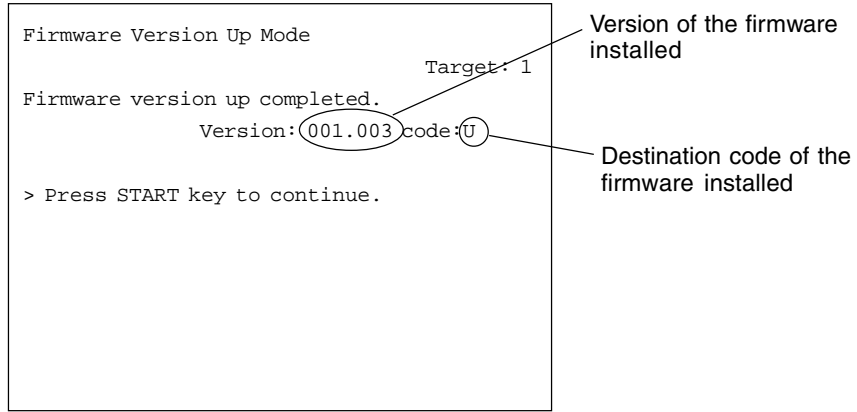 Firmware Version Up Mode
Target: 1
Firmware version up completed.
Version: 001.003 code:U
> Press START key to continue.
Version of the firmware
installed
Destination code of the
firmware installed